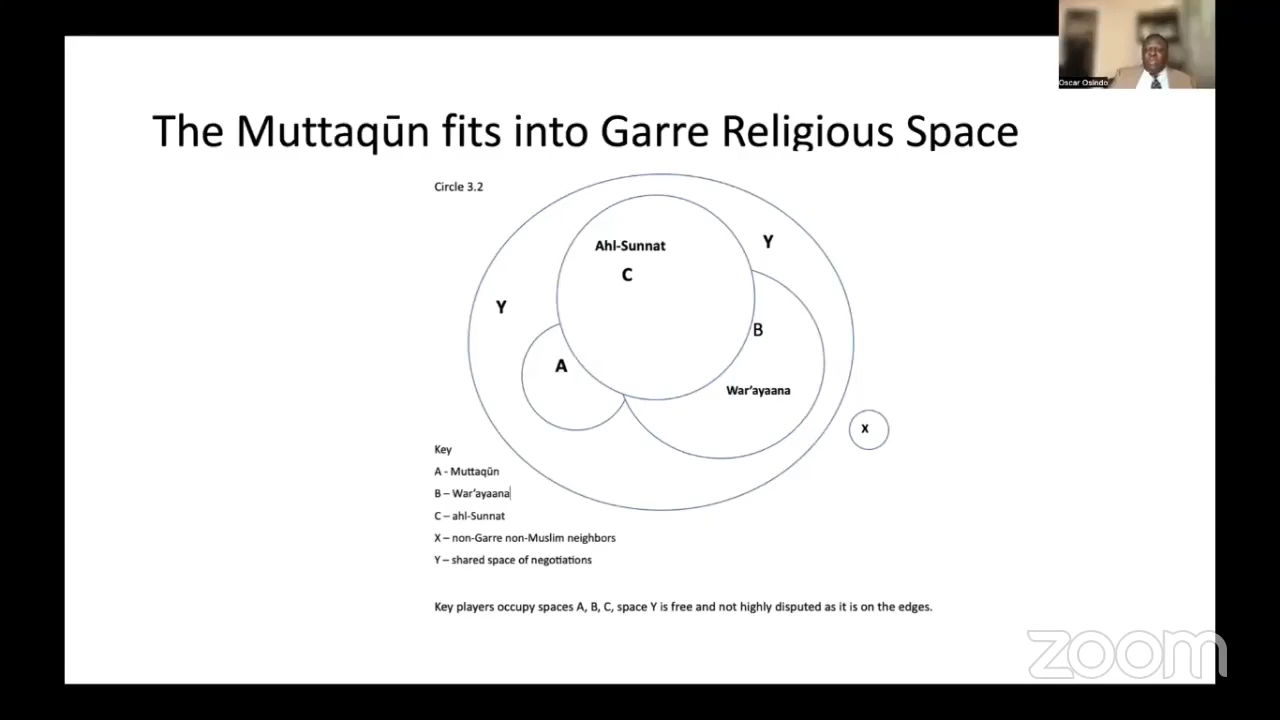 Oscar Osindo
The Muttaqūn fits into Garre Religious Space
Circle 3.2
Ahl-Sunnat
C
Y
Y
B
A
War’ayaana
X
Key
A - Muttaqūn
B – War’ayaana
C – ahl-Sunnat
X – non-Garre non-Muslim neighbors
Y – shared space of negotiations
Key players occupy spaces A, B, C, space Y is free and not highly disputed as it is on the edges.
zoom